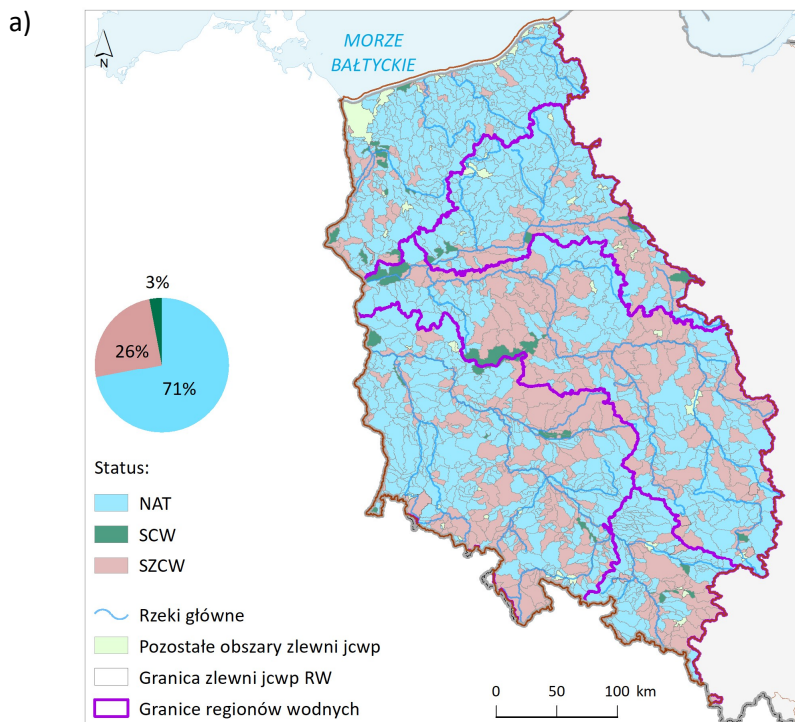 a)
N
MORZE
BAŁTYCKIE
3%
26%
71%
Status:
NAT
SCW
SZCW
Rzeki główne
Pozostałe obszary zlewni jcwp
Granica zlewni jcwp RW
Granice regionów wodnych
0 50 100 km